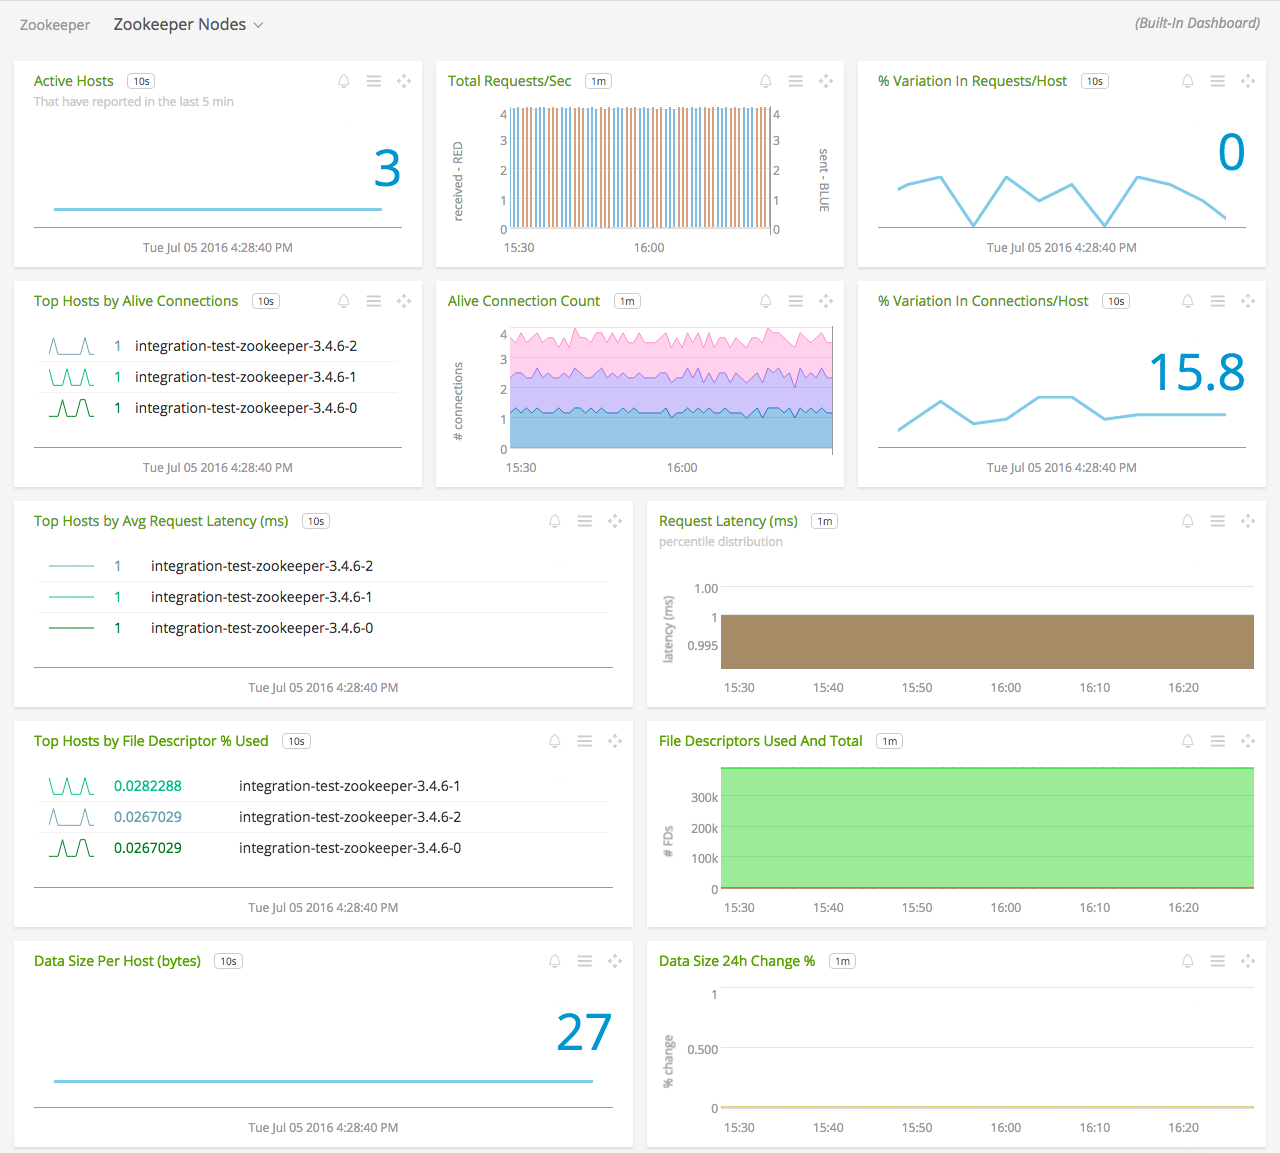 Zookeeper Zookeeper Nodes (Built-In Dashboard)
Active Hosts 10s
That have reported in the last 5 min
3
Tue Jul 05 2016 4:28:40 PM
Total Requests/Sec 1m
received - RED
4
3
2
1
0
4
3
2
1
0
sent - BLUE
15:30 16:00
% Variation In Requests/Host 10s
0
Tue Jul 05 2016 4:28:40 PM
Top Hosts by Alive Connections 10s
1 integration-test-zookeeper-3.4.6-2
1 integration-test-zookeeper-3.4.6-1
1 integration-test-zookeeper-3.4.6-0
Tue Jul 05 2016 4:28:40 PM
Alive Connection Count 1m
# connections
4
3
2
1
0
15:30 16:00
% Variation In Connections/Host 10s
15.8
Tue Jul 05 2016 4:28:40 PM
Top Hosts by Avg Request Latency (ms) 10s
1 integration-test-zookeeper-3.4.6-2
1 integration-test-zookeeper-3.4.6-1
1 integration-test-zookeeper-3.4.6-0
Tue Jul 05 2016 4:28:40 PM
Request Latency (ms) 1m
percentile distribution
latency (ms)
1.00
1
0.995
15:30 15:40 15:50 16:00 16:10 16:20
Top Hosts by File Descriptor % Used 10s
0.0282288 integration-test-zookeeper-3.4.6-1
0.0267029 integration-test-zookeeper-3.4.6-2
0.0267029 integration-test-zookeeper-3.4.6-0
Tue Jul 05 2016 4:28:40 PM
File Descriptors Used And Total 1m
# FDs
300k
200k
100k
0
15:30 15:40 15:50 16:00 16:10 16:20
Data Size Per Host (bytes) 10s
27
Tue Jul 05 2016 4:28:40 PM
Data Size 24h Change % 1m
% change
1
0.500
0
15:30 15:40 15:50 16:00 16:10 16:20